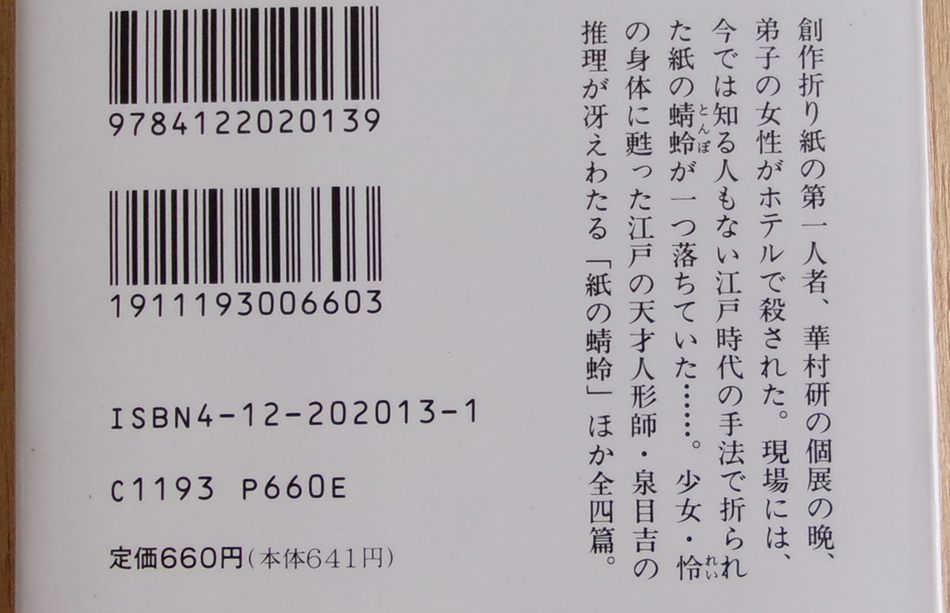 創作折り紙の第一人者、華村研の個展の晩、
弟子の女性がホテルで殺された。現場には、
今では知る人もない江戸時代の手法で折られ
た紙の蜻蛉が一つ落ちていた……。少女・怜
とんぼ
れい
の身体に甦った江戸の天才人形師・泉目吉の
推理が冴えわたる「紙の蜻蛉」ほか全四篇。
9784122020139
1911193006603
ISBN4-12-202013-1
C1193 P660E
定価660円(本体641円)